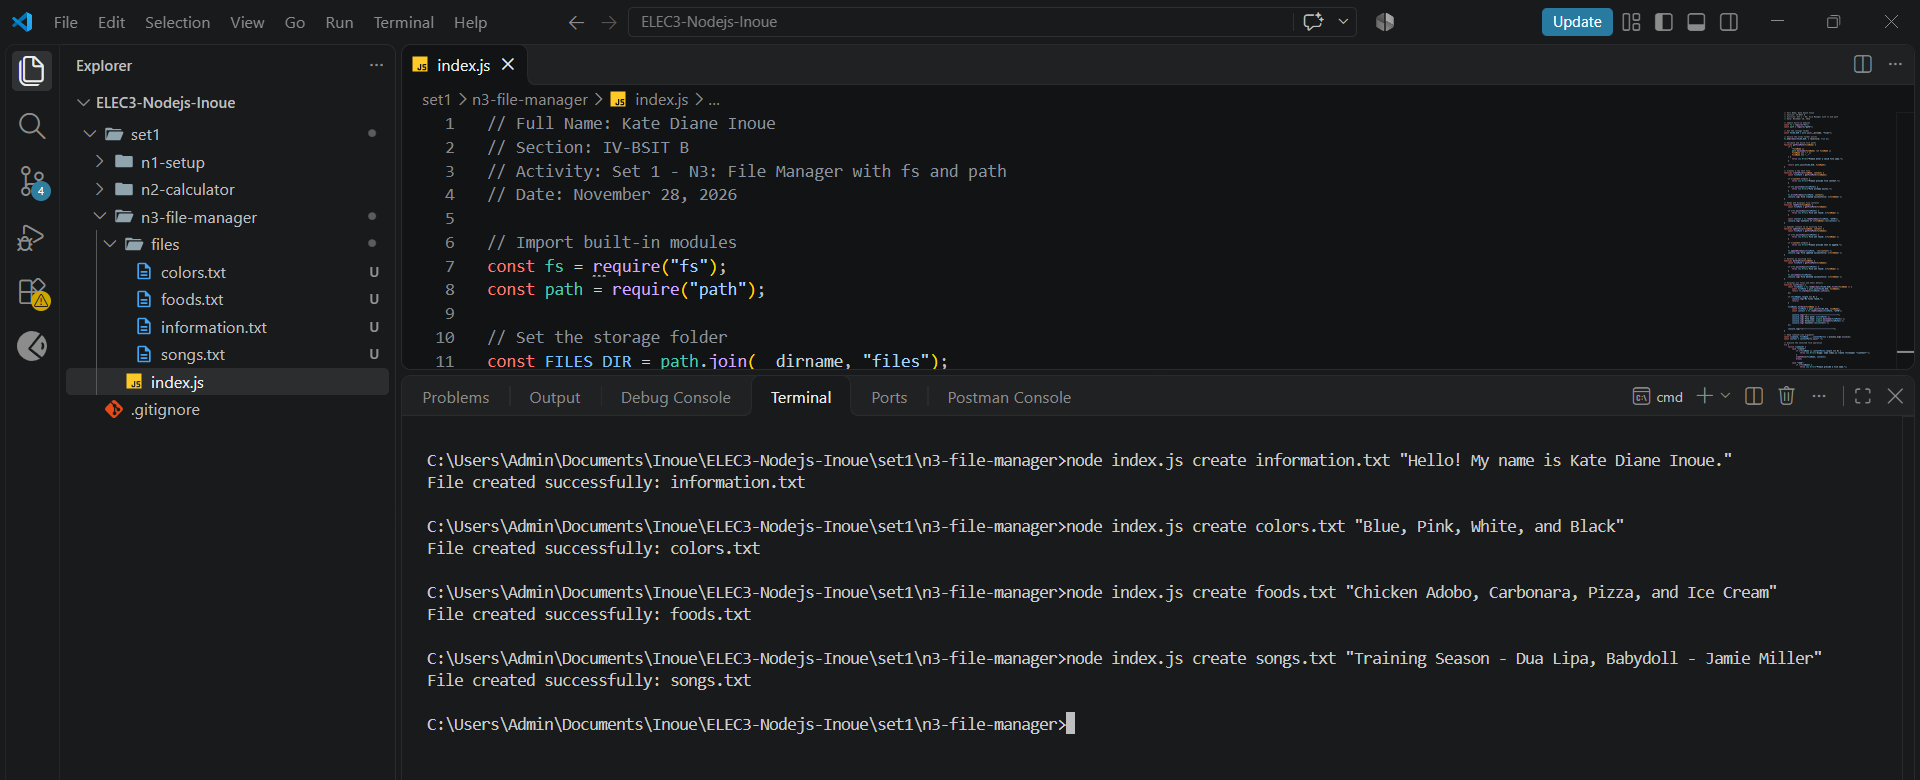 File Edit Selection View Go Run Terminal Help
ELEC3-Nodejs-Inoue
Update
Explorer
ELEC3-Nodejs-Inoue
set1
n1-setup
n2-calculator
n3-file-manager
files
colors.txt U
foods.txt U
information.txt U
songs.txt U
JS index.js
.gitignore
4
JS index.js
set1 > n3-file-manager > JS index.js > ...
1 // Full Name: Kate Diane Inoue
2 // Section: IV-BSIT B
3 // Activity: Set 1 - N3: File Manager with fs and path
4 // Date: November 28, 2026
5
6 // Import built-in modules
7 const fs = require("fs");
8 const path = require("path");
9
10 // Set the storage folder
11 const FILES_DIR = path.join(__dirname, "files");
Problems Output Debug Console Terminal Ports Postman Console
cmd
C:\Users\Admin\Documents\Inoue\ELEC3-Nodejs-Inoue\set1\n3-file-manager>node index.js create information.txt "Hello! My name is Kate Diane Inoue."
File created successfully: information.txt
C:\Users\Admin\Documents\Inoue\ELEC3-Nodejs-Inoue\set1\n3-file-manager>node index.js create colors.txt "Blue, Pink, White, and Black"
File created successfully: colors.txt
C:\Users\Admin\Documents\Inoue\ELEC3-Nodejs-Inoue\set1\n3-file-manager>node index.js create foods.txt "Chicken Adobo, Carbonara, Pizza, and Ice Cream"
File created successfully: foods.txt
C:\Users\Admin\Documents\Inoue\ELEC3-Nodejs-Inoue\set1\n3-file-manager>node index.js create songs.txt "Training Season - Dua Lipa, Babydoll - Jamie Miller"
File created successfully: songs.txt
C:\Users\Admin\Documents\Inoue\ELEC3-Nodejs-Inoue\set1\n3-file-manager>